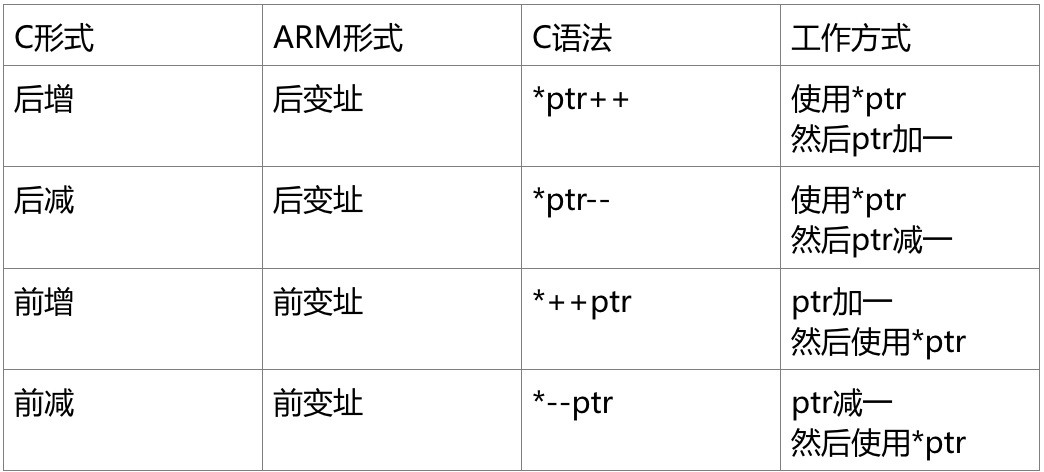 C形式 ARM形式 C语法 工作方式
后增 后变址 *ptr++ 使用*ptr
然后ptr加一
后减 后变址 *ptr-- 使用*ptr
然后ptr减一
前增 前变址 *++ptr ptr加一
然后使用*ptr
前减 前变址 *--ptr ptr减一
然后使用*ptr